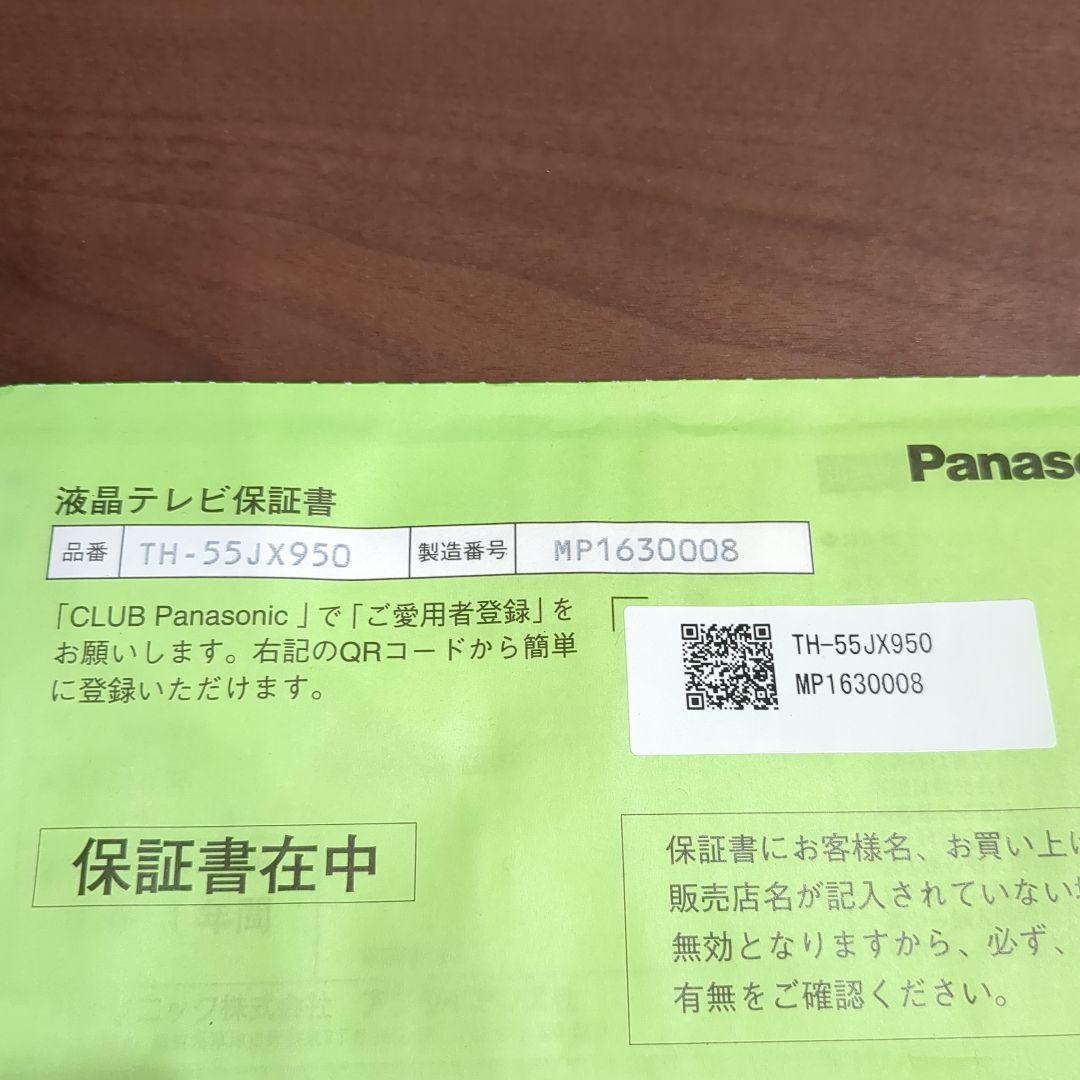 Panaso
液晶テレビ保証書
品番 TH-55JX950 製造番号 MP1630008
「CLUB Panasonic」で「ご愛用者登録」を
お願いします。右記のQRコードから簡単
に登録いただけます。
TH-55JX950
MP1630008
保証書在中
保証書にお客様名、お買い上げ
販売店名が記入されていない
無効となりますから、必ず、
有無をご確認ください。